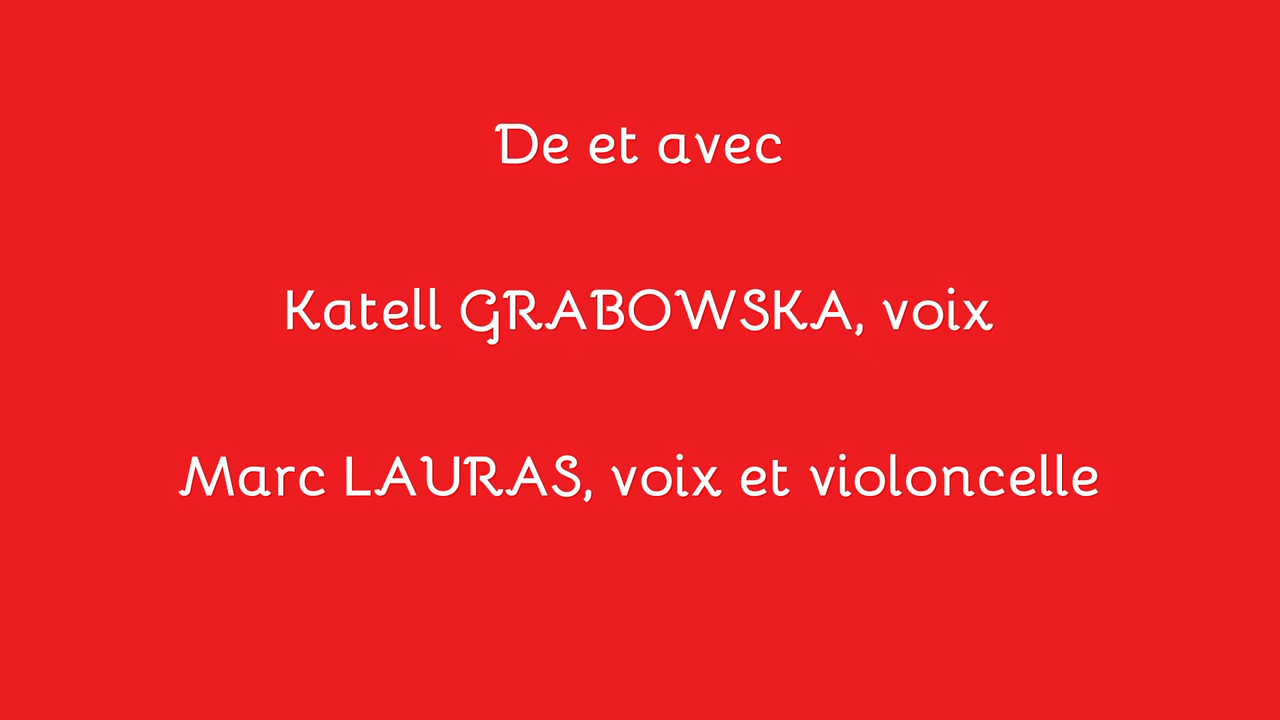 De et avec
Katell GRABOWSKA, voix
Marc LAURAS, voix et violoncelle